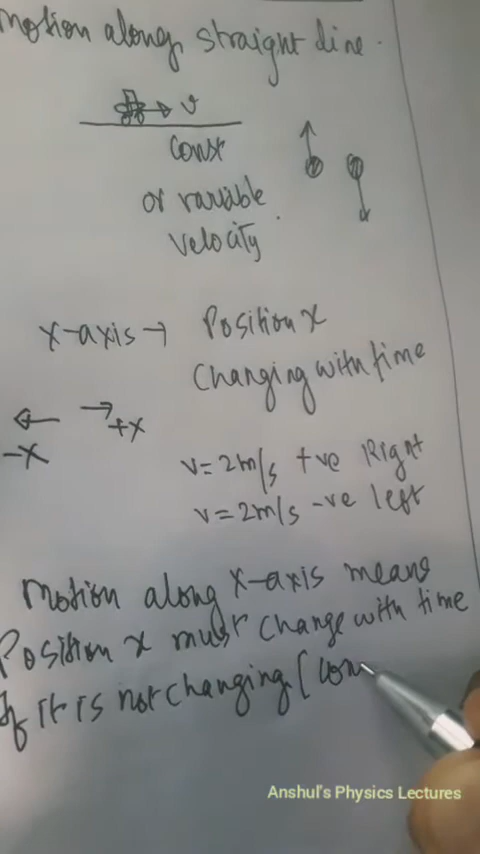 Motion along straight line.
v
const
or variable
velocity
x-axis → Position x
Changing with time
← →
-x +x
v=2m/s +ve Right
v=2m/s -ve left
Motion along x-axis means
Position x must change with time
If it is not changing (con
Anshul's Physics Lectures